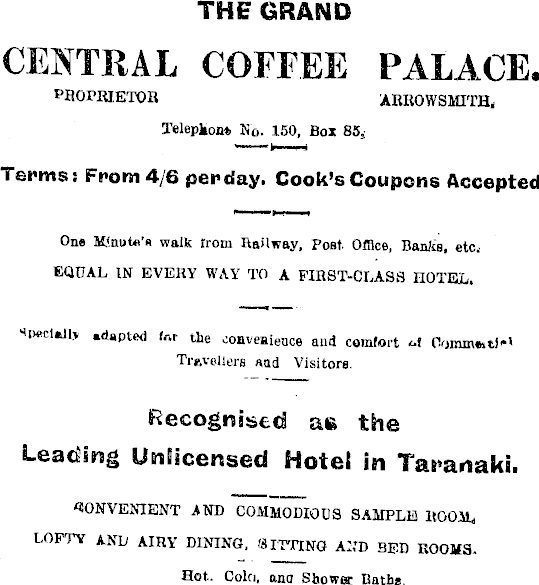 THE GRAND
CENTRAL COFFEE PALACE.
PROPRIETOR ARROWSMITH.
Telephone No. 150, Box 85.
Terms: From 4/6 per day. Cook's Coupons Accepted
One Minute's walk from Railway, Post Office, Banks, etc.
EQUAL IN EVERY WAY TO A FIRST-CLASS HOTEL.
Specially adapted for the convenience and comfort of Commercial
Travellers and Visitors.
Recognised as the
Leading Unlicensed Hotel in Taranaki.
CONVENIENT AND COMMODIOUS SAMPLE ROOM.
LOFTY AND AIRY DINING, SITTING AND BED ROOMS.
Hot, Cold, and Shower Baths.